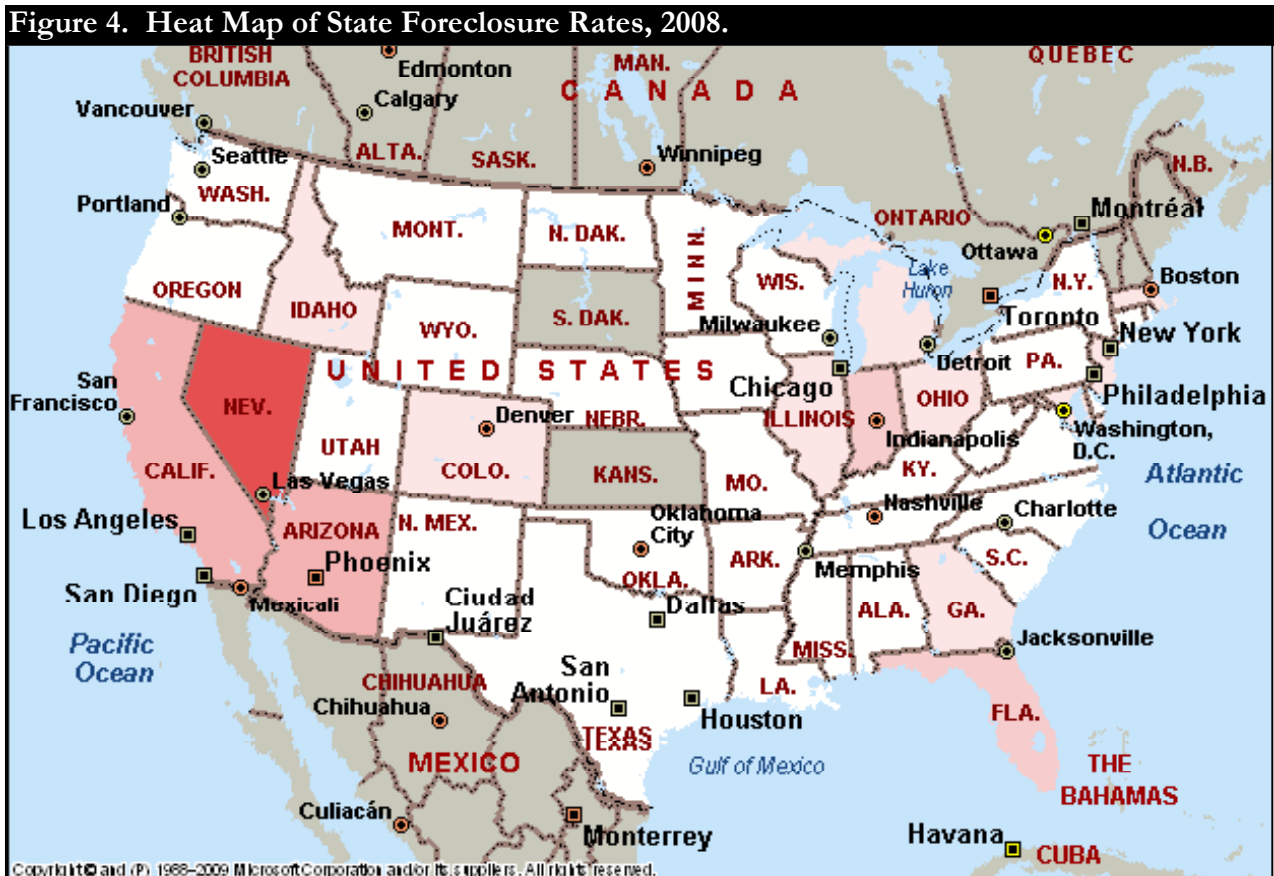 Figure 4. Heat Map of State Foreclosure Rates, 2008.
BRITISH
COLUMBIA
Edmonton
MAN.
QUEBEC
CANADA
Calgary
Vancouver
ALTA.
SASK.
Winnipeg
Seattle
WASH.
N.B.
Portland
MONT.
N. DAK.
MINN.
ONTARIO
Montréal
Ottawa
OREGON
IDAHO
WYO.
S. DAK.
WIS.
Lake
Huron
N.Y.
Boston
Milwaukee
Toronto
New York
UNITED STATES
Detroit
PA.
San
Francisco
NEV.
UTAH
Denver
NEBR.
Chicago
ILLINOIS
OHIO
Philadelphia
Indianapolis
Washington,
D.C.
CALIF.
Las Vegas
COLO.
KANS.
MO.
KY.
Atlantic
Ocean
Los Angeles
ARIZONA
N. MEX.
Oklahoma
City
Nashville
Charlotte
Phoenix
OKLA.
ARK.
Memphis
S.C.
San Diego
Mexicali
Ciudad
Juárez
Dallas
MISS.
ALA.
GA.
Jacksonville
Pacific
Ocean
CHIHUAHUA
Chihuahua
San
Antonio
TEXAS
LA.
Houston
FLA.
MEXICO
Gulf of Mexico
THE
BAHAMAS
Culiacán
Monterrey
Havana
CUBA
Copyright © and (P) 1988–2009 Microsoft Corporation and/or its suppliers. All rights reserved.